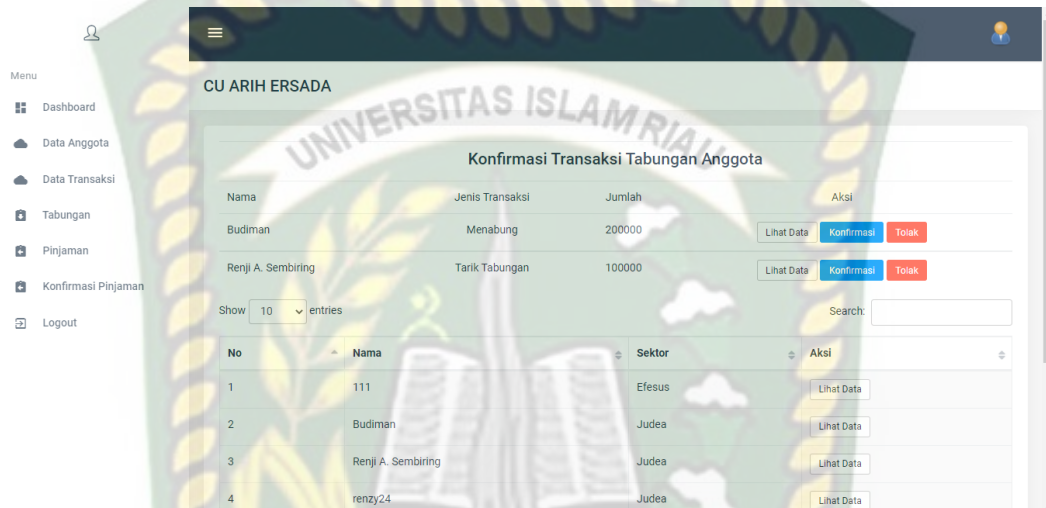 Menu
Dashboard
Data Anggota
Data Transaksi
Tabungan
Pinjaman
Konfirmasi Pinjaman
Logout
CU ARIH ERSADA
UNIVERSITAS ISLAM RIAU
Konfirmasi Transaksi Tabungan Anggota
Nama Jenis Transaksi Jumlah Aksi
Budiman Menabung 200000 Lihat Data Konfirmasi Tolak
Renji A. Sembiring Tarik Tabungan 100000 Lihat Data Konfirmasi Tolak
Show 10 entries Search:
No Nama Sektor Aksi
1 111 Efesus Lihat Data
2 Budiman Judea Lihat Data
3 Renji A. Sembiring Judea Lihat Data
4 renzy24 Judea Lihat Data